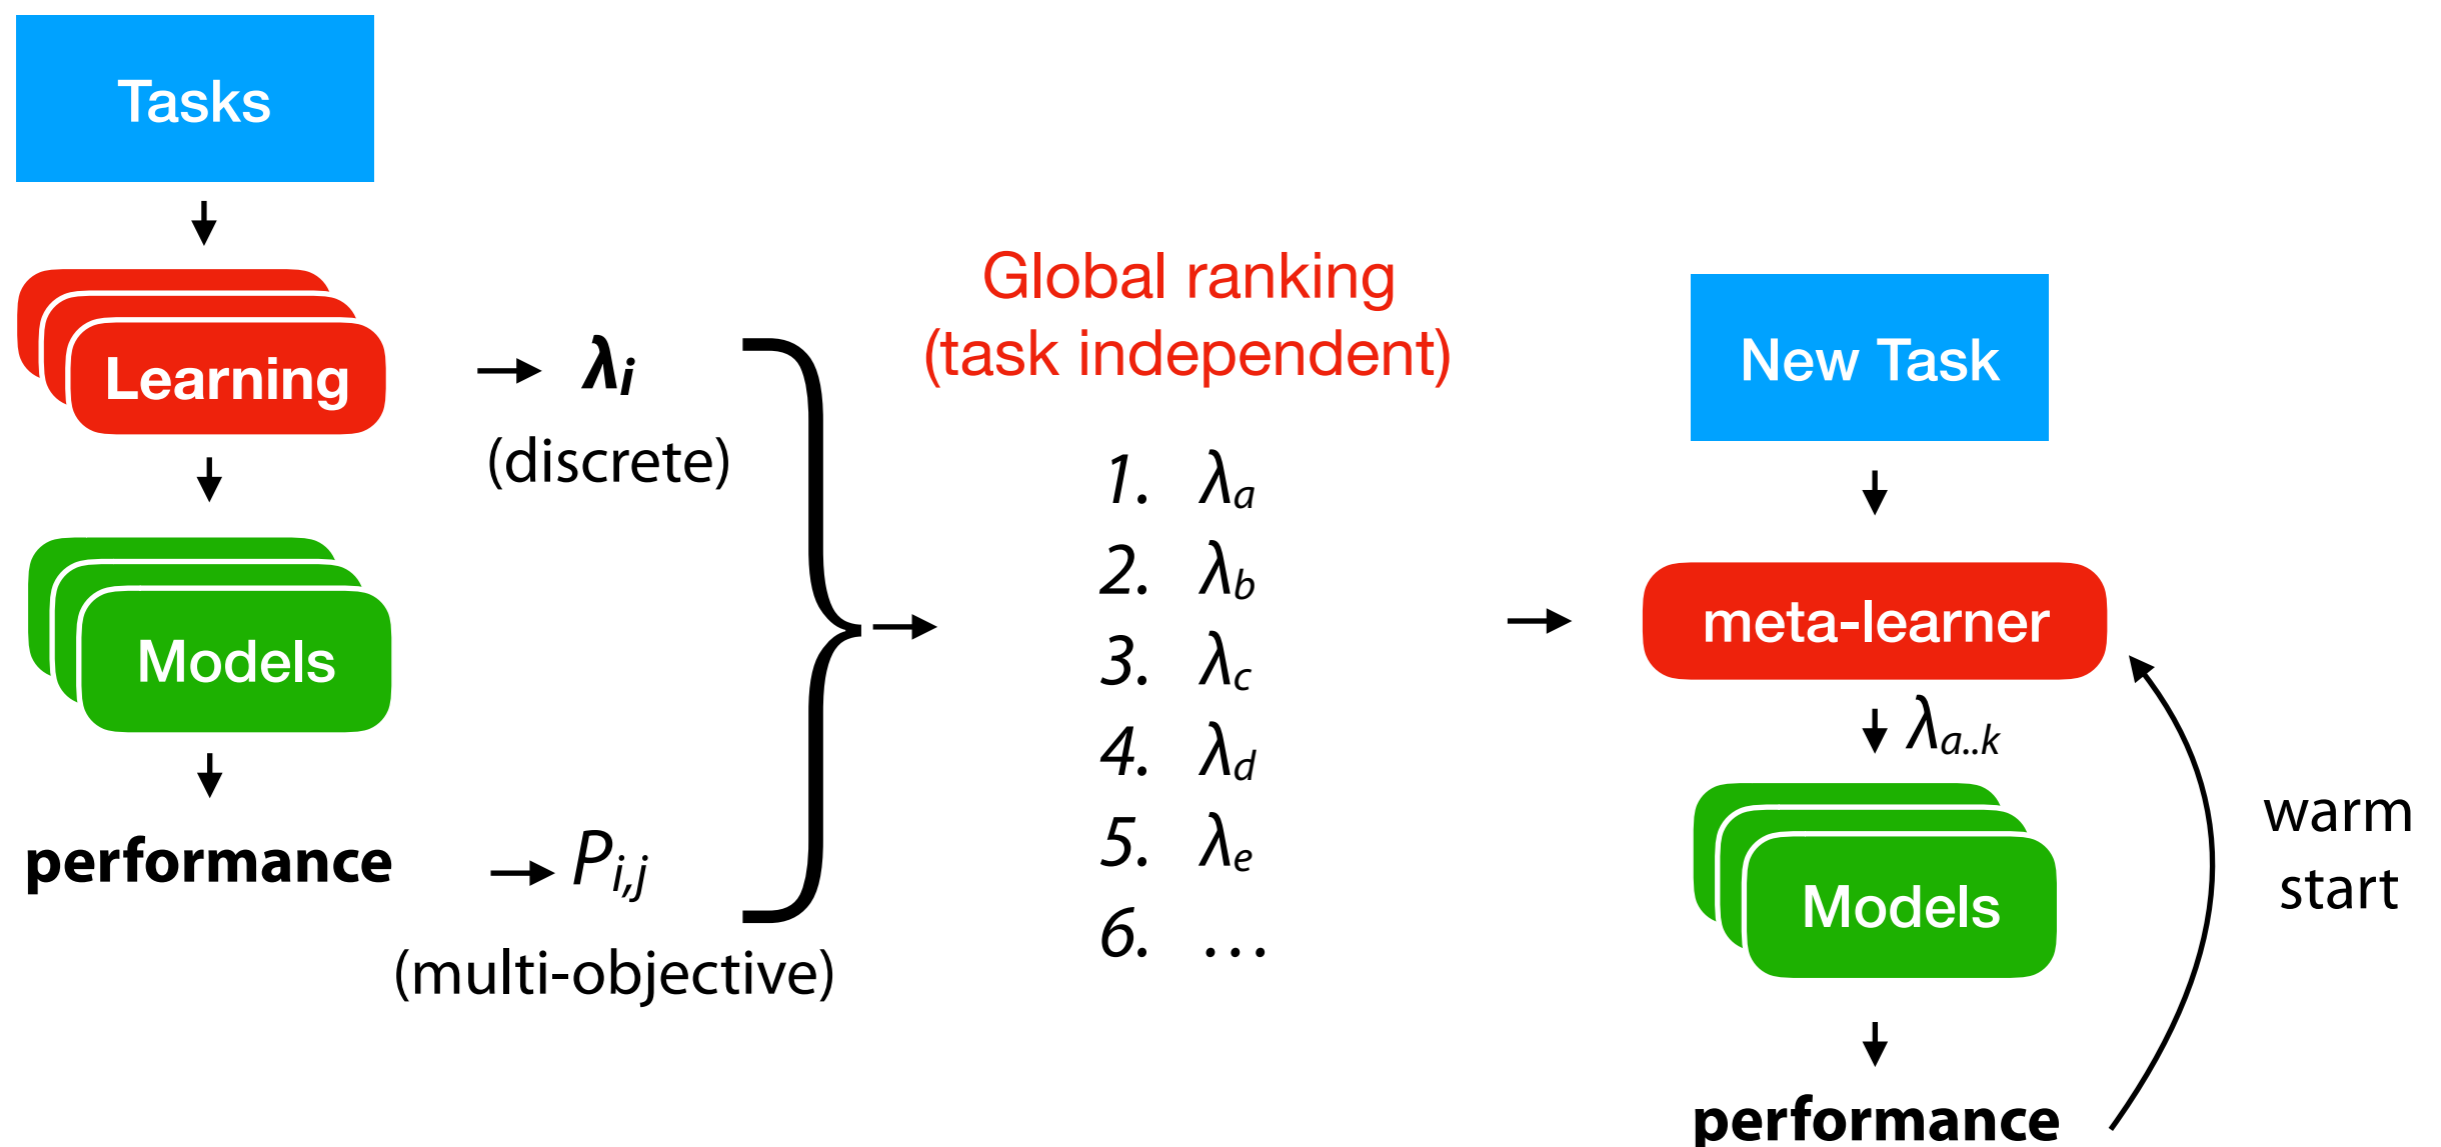 Tasks
Learning
λi
(discrete)
Models
performance
Pi,j
(multi-objective)
Global ranking
(task independent)
1. λa
2. λb
3. λc
4. λd
5. λe
6. …
New Task
meta-learner
λa..k
Models
performance
warm
start